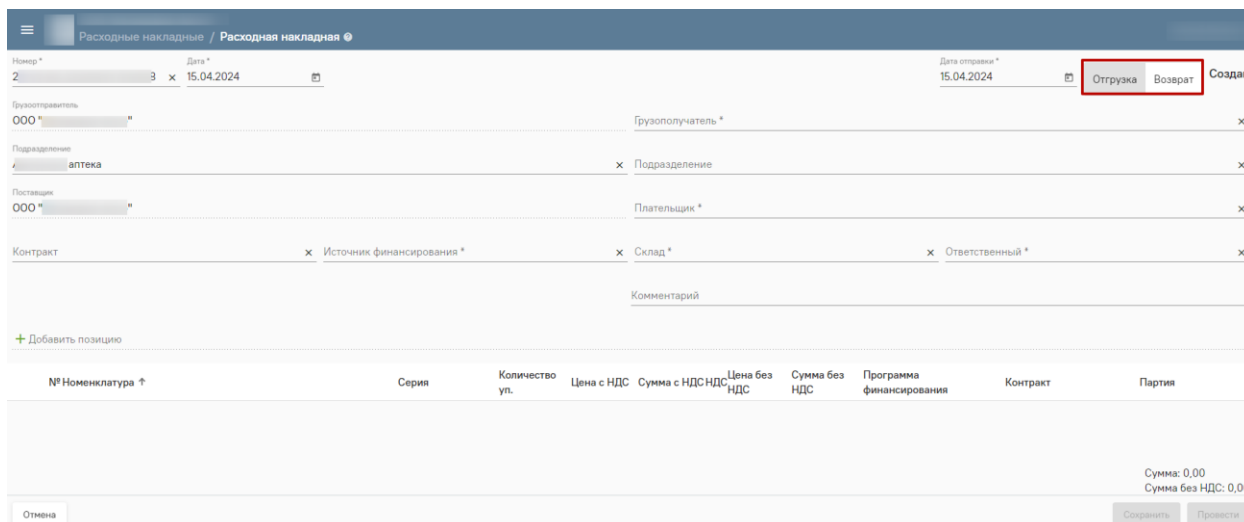 Расходные накладные / Расходная накладная
Номер * Дата * Дата отправки *
15.04.2024 15.04.2024 Отгрузка Возврат
Грузоотправитель
ООО " " Грузополучатель *
Подразделение
аптека Подразделение
Поставщик
ООО " " Плательщик *
Контракт Источник финансирования * Склад * Ответственный *
Комментарий
+ Добавить позицию
№ Номенклатура ↑ Серия Количество уп. Цена с НДС Сумма с НДС НДС Цена без НДС Сумма без НДС Программа финансирования Контракт Партия
Сумма: 0,00
Сумма без НДС: 0,0
Отмена Сохранить Провести